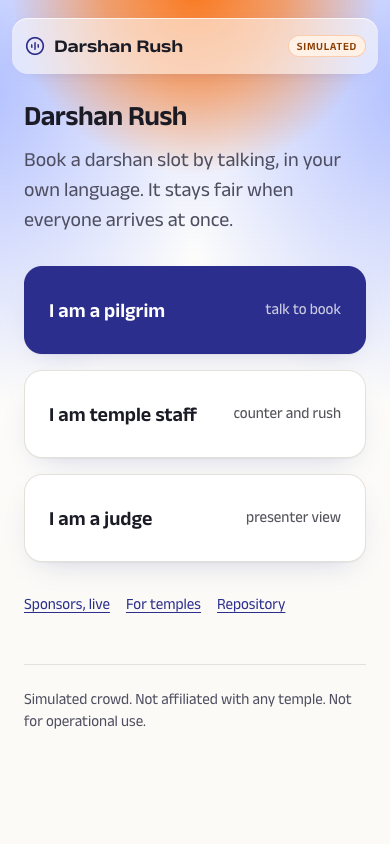 Darshan Rush
SIMULATED
Darshan Rush
Book a darshan slot by talking, in your
own language. It stays fair when
everyone arrives at once.
I am a pilgrim
talk to book
I am temple staff
counter and rush
I am a judge
presenter view
Sponsors, live
For temples
Repository
Simulated crowd. Not affiliated with any temple. Not
for operational use.